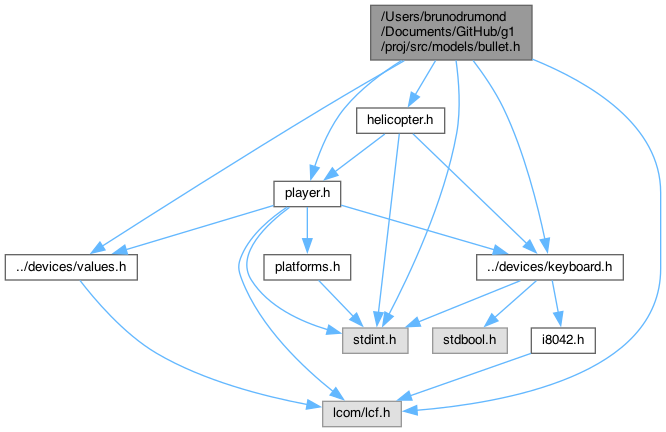 /Users/brunodrumond
/Documents/GitHub/g1
/proj/src/models/bullet.h
helicopter.h
player.h
../devices/values.h
platforms.h
../devices/keyboard.h
stdint.h
stdbool.h
i8042.h
lcom/lcf.h